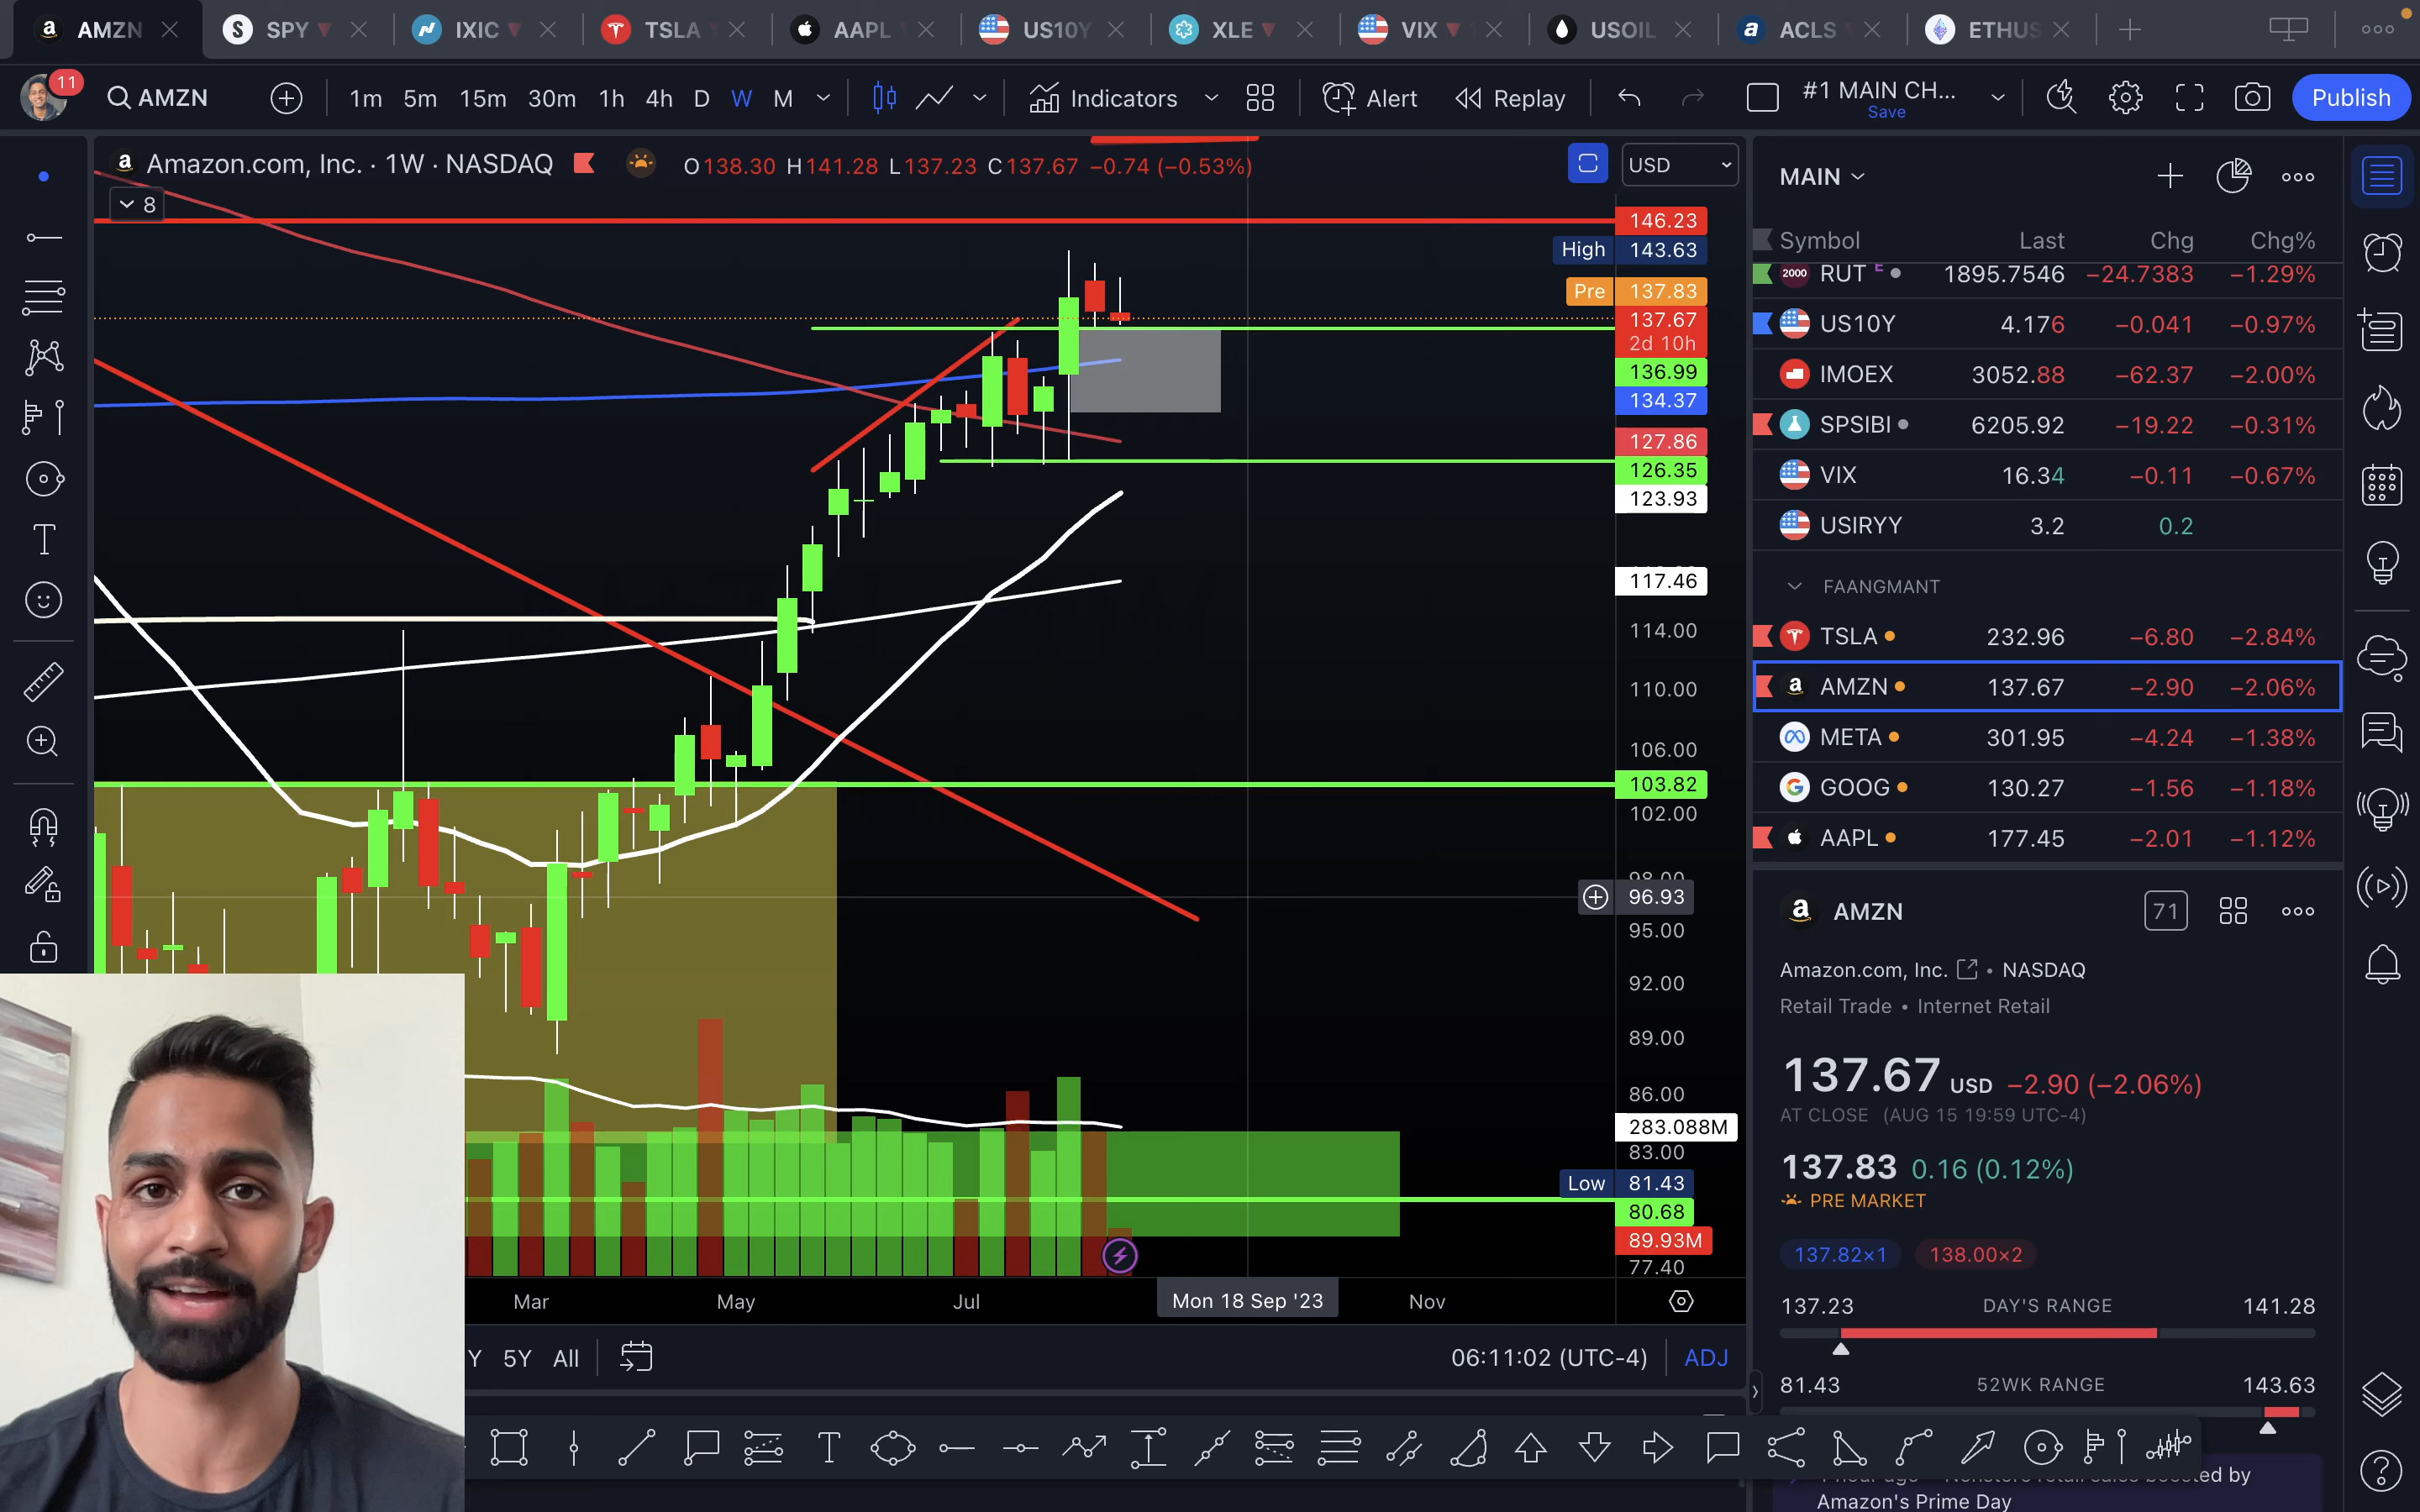 AMZN
SPY
IXIC
TSLA
AAPL
US10Y
XLE
VIX
USOIL
ACLS
ETHUS
11
AMZN
1m 5m 15m 30m 1h 4h D W M
Indicators
Alert
Replay
#1 MAIN CH...
Save
Publish
Amazon.com, Inc. · 1W · NASDAQ
O138.30 H141.28 L137.23 C137.67 −0.74 (−0.53%)
8
USD
146.23
High 143.63
Pre 137.83
137.67
2d 10h
136.99
134.37
127.86
126.35
123.93
117.46
114.00
110.00
106.00
103.82
102.00
98.00
96.93
95.00
92.00
89.00
86.00
283.088M
83.00
Low 81.43
80.68
89.93M
77.40
Mar
May
Jul
Mon 18 Sep '23
Nov
Y 5Y All
06:11:02 (UTC-4)
ADJ
MAIN
Symbol Last Chg Chg%
2000 RUT E 1895.7546 −24.7383 −1.29%
US10Y 4.176 −0.041 −0.97%
IMOEX 3052.88 −62.37 −2.00%
SPSIBI 6205.92 −19.22 −0.31%
VIX 16.34 −0.11 −0.67%
USIRYY 3.2 0.2
FAANGMANT
TSLA 232.96 −6.80 −2.84%
AMZN 137.67 −2.90 −2.06%
META 301.95 −4.24 −1.38%
GOOG 130.27 −1.56 −1.18%
AAPL 177.45 −2.01 −1.12%
AMZN
71
Amazon.com, Inc. • NASDAQ
Retail Trade • Internet Retail
137.67 USD −2.90 (−2.06%)
AT CLOSE (AUG 15 19:59 UTC-4)
137.83 0.16 (0.12%)
PRE MARKET
137.82×1
138.00×2
137.23 DAY'S RANGE 141.28
81.43 52WK RANGE 143.63
Amazon's Prime Day